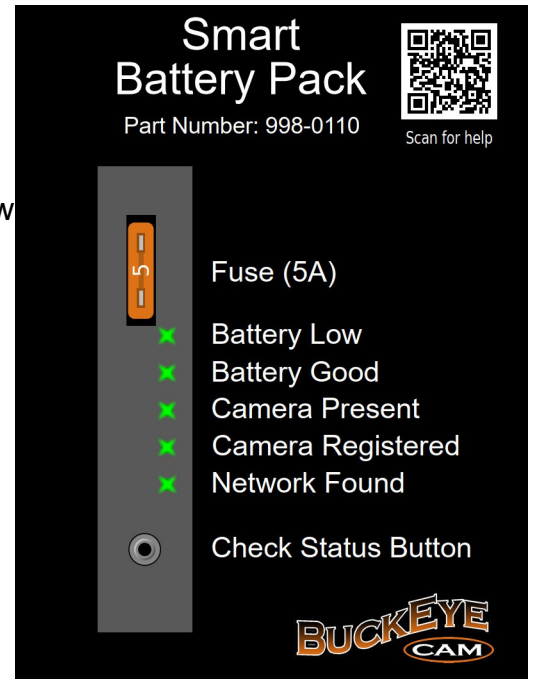 Smart
Battery Pack
Part Number: 998-0110
Scan for help
w
5
Fuse (5A)
Battery Low
Battery Good
Camera Present
Camera Registered
Network Found
Check Status Button
BUCKEYE
CAM